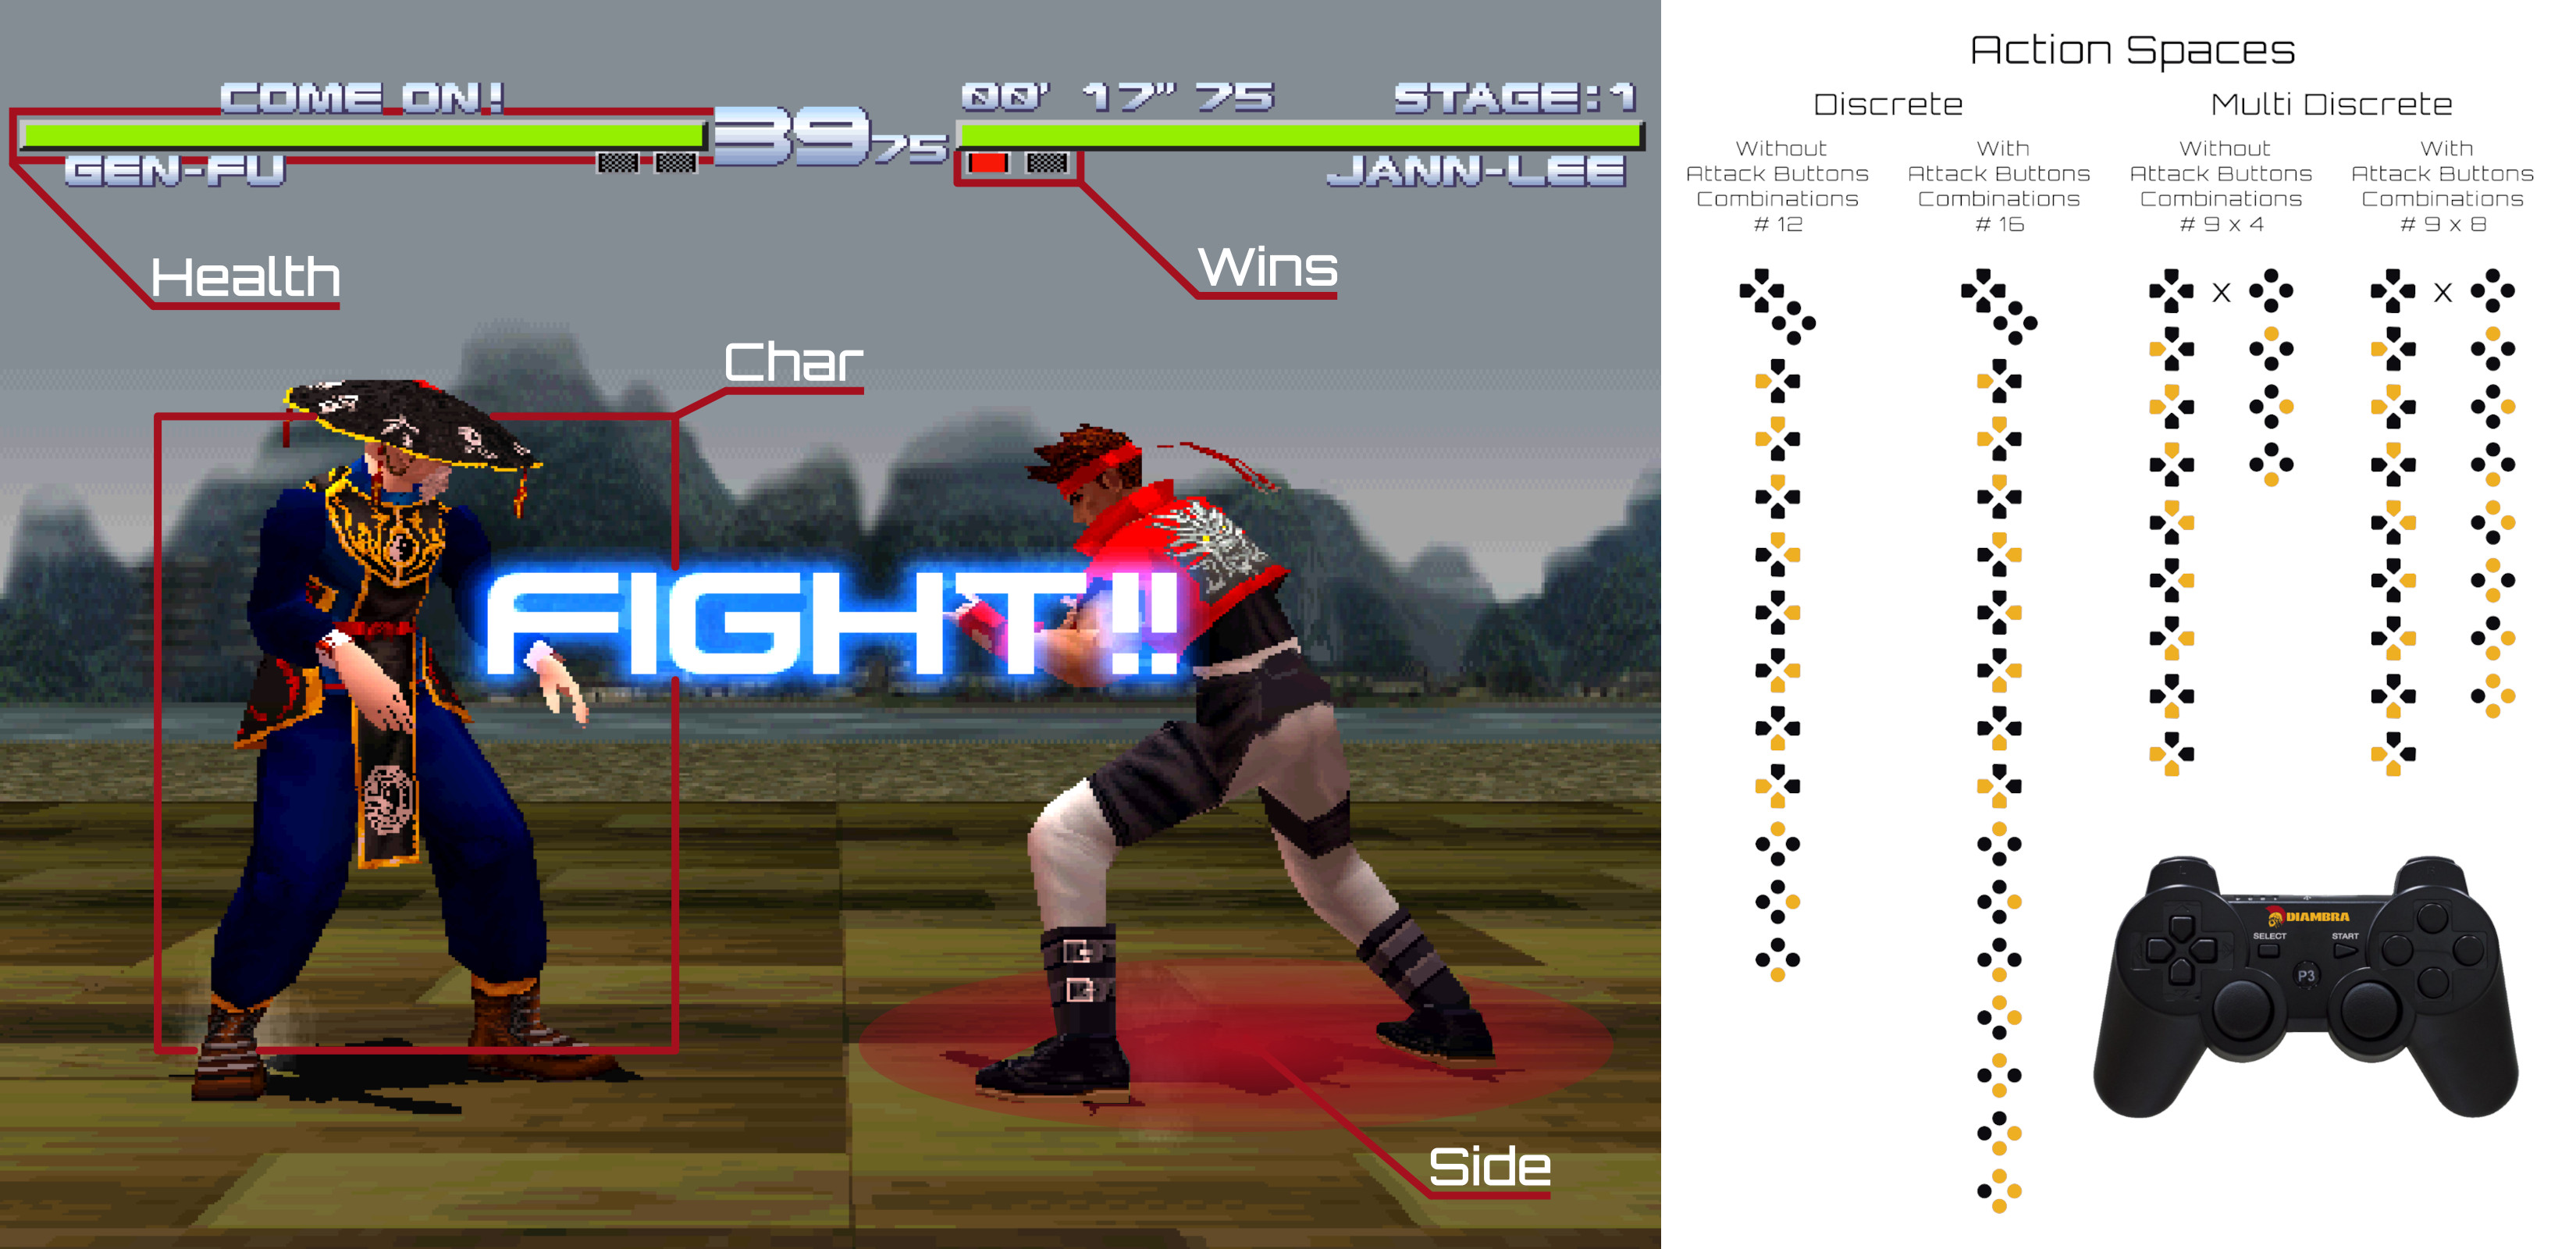 COME ON!
00' 17" 75
STAGE:1
39 75
GEN-FU
JANN-LEE
Health
Wins
Char
FIGHT!!
Side
Action Spaces
Discrete
Multi Discrete
Without
Attack Buttons
Combinations
# 12
With
Attack Buttons
Combinations
# 16
Without
Attack Buttons
Combinations
# 9 x 4
With
Attack Buttons
Combinations
# 9 x 8
X
X
DIAMBRA
SELECT
START
P3